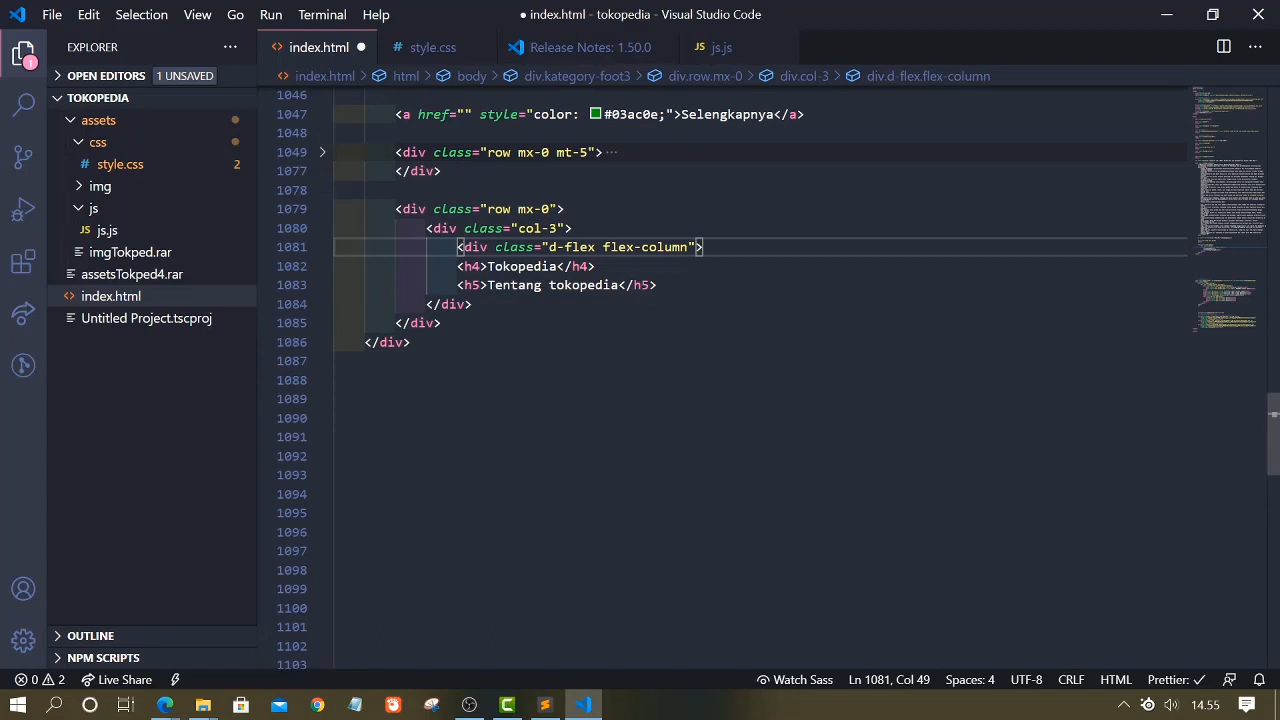 File Edit Selection View Go Run Terminal Help
● index.html - tokopedia - Visual Studio Code
EXPLORER
OPEN EDITORS 1 UNSAVED
TOKOPEDIA
assets
css
style.css 2
img
js
js.js
imgTokped.rar
assetsTokped4.rar
index.html
Untitled Project.tscproj
OUTLINE
NPM SCRIPTS
index.html ● style.css Release Notes: 1.50.0 js.js
index.html > html > body > div.kategory-foot3 > div.row.mx-0 > div.col-3 > div.d-flex.flex-column
1046
1047 <a href="" style="color: #03ac0e;">Selengkapnya</a>
1048
1049 <div class="row mx-0 mt-5">
1077 </div>
1078
1079 <div class="row mx-0">
1080 <div class="col-3">
1081 <div class="d-flex flex-column">
1082 <h4>Tokopedia</h4>
1083 <h5>Tentang tokopedia</h5>
1084 </div>
1085 </div>
1086 </div>
1087
1088
1089
1090
1091
1092
1093
1094
1095
1096
1097
1098
1099
1100
1101
1102
1103
1
0 2 Live Share
Watch Sass Ln 1081, Col 49 Spaces: 4 UTF-8 CRLF HTML Prettier: ✓
14.55